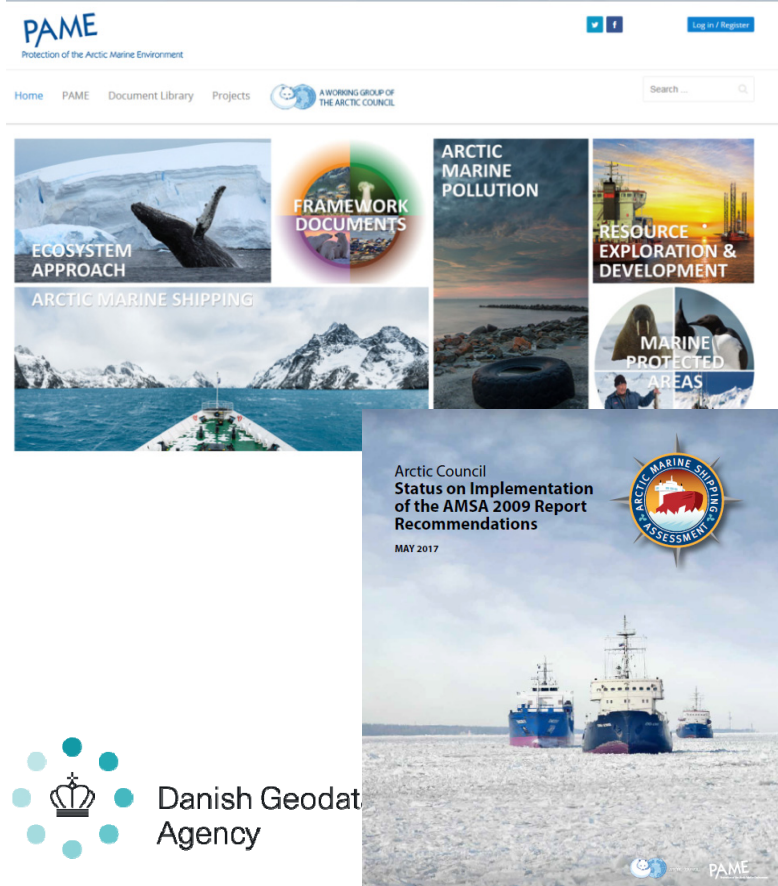 PAME
Protection of the Arctic Marine Environment
Log in / Register
Home PAME Document Library Projects
A WORKING GROUP OF
THE ARCTIC COUNCIL
Search ...
ECOSYSTEM
APPROACH
FRAMEWORK
DOCUMENTS
ARCTIC
MARINE
POLLUTION
RESOURCE
EXPLORATION &
DEVELOPMENT
ARCTIC MARINE SHIPPING
MARINE
PROTECTED
AREAS
Arctic Council
Status on Implementation
of the AMSA 2009 Report
Recommendations
MAY 2017
ARCTIC MARINE SHIPPING
ASSESSMENT
Danish Geodat
Agency
PAME